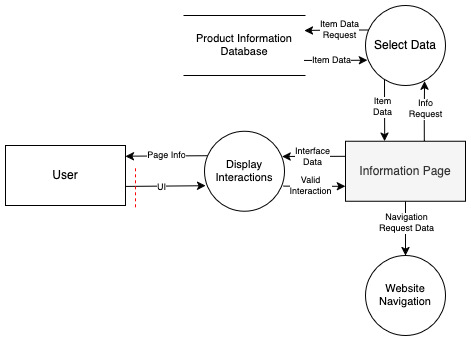 Item Data
Request
Product Information
Database
Select Data
Item Data
Item
Data
Info
Request
Page Info
Interface
Data
User
Display
Interactions
Information Page
UI
Valid
Interaction
Navigation
Request Data
Website
Navigation